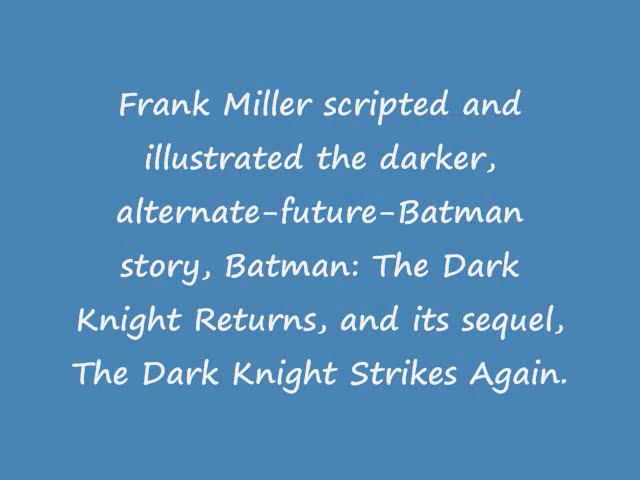 Frank Miller scripted and
illustrated the darker,
alternate-future-Batman
story, Batman: The Dark
Knight Returns, and its sequel,
The Dark Knight Strikes Again.